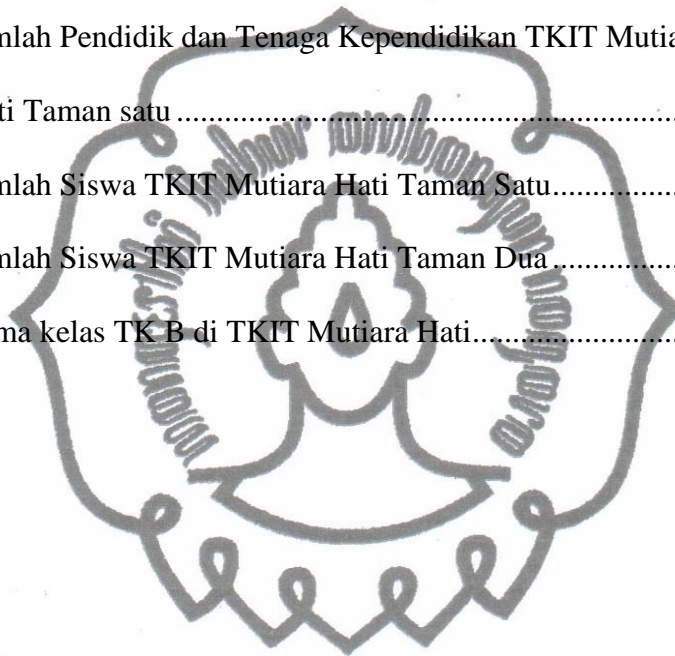 mlah Pendidik dan Tenaga Kependidikan TKIT Mutia
ti Taman satu ........................................................................
mlah Siswa TKIT Mutiara Hati Taman Satu.................
mlah Siswa TKIT Mutiara Hati Taman Dua .................
ma kelas TK B di TKIT Mutiara Hati...........................